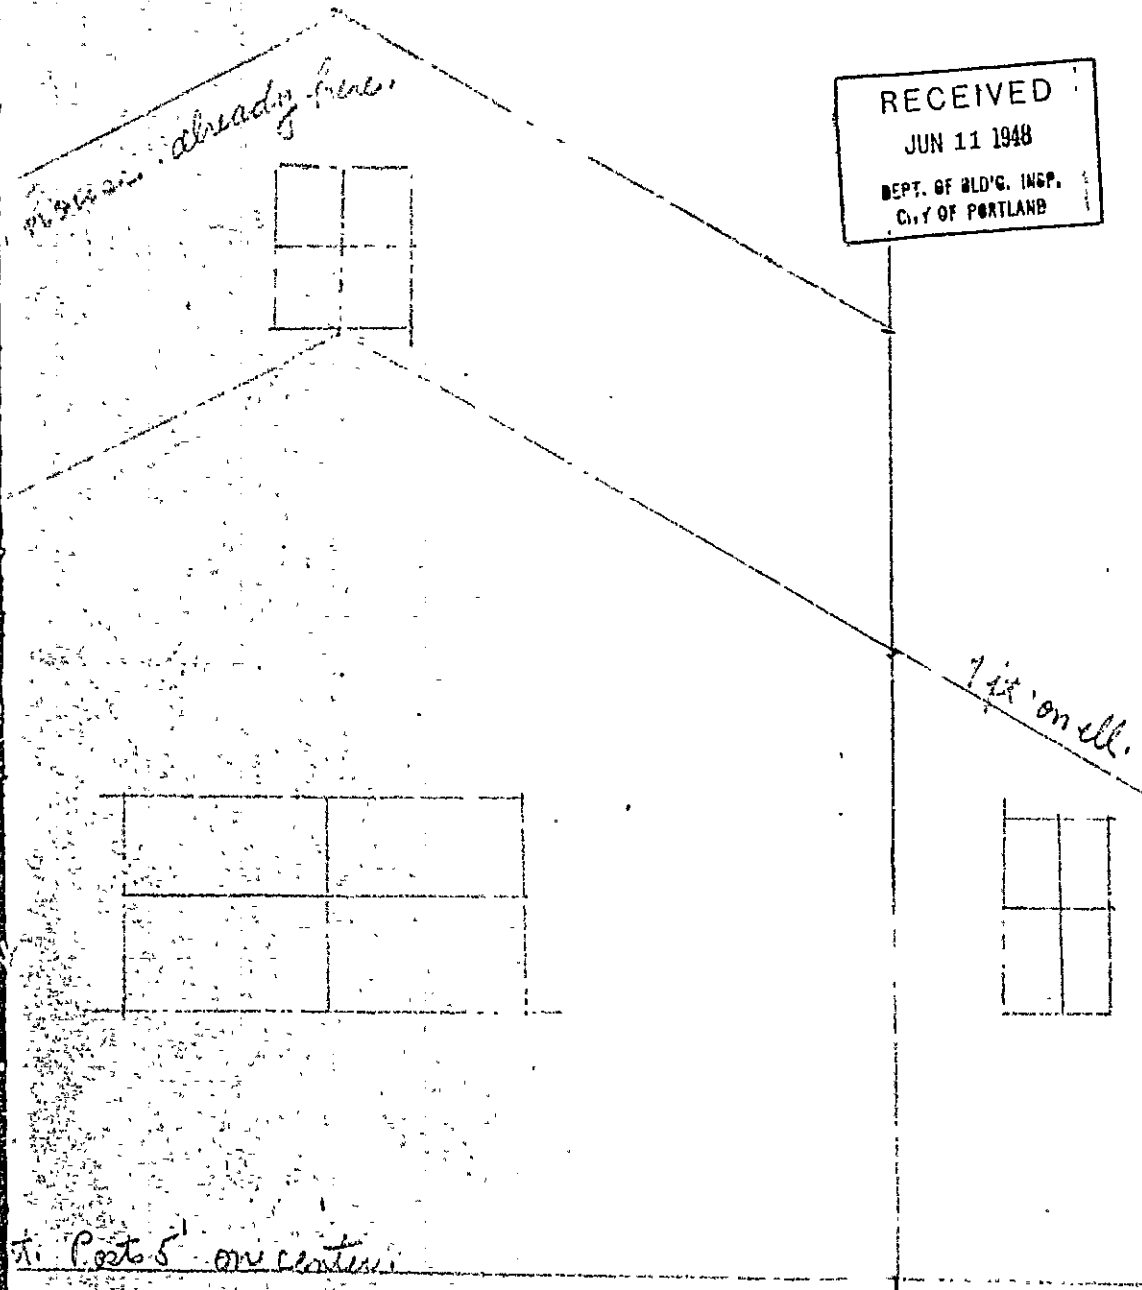 already here.
RECEIVED
JUN 11 1948
DEPT. OF BLD'G. INSP.
CITY OF PORTLAND
7 ft on ell.
Posts 5' on center.